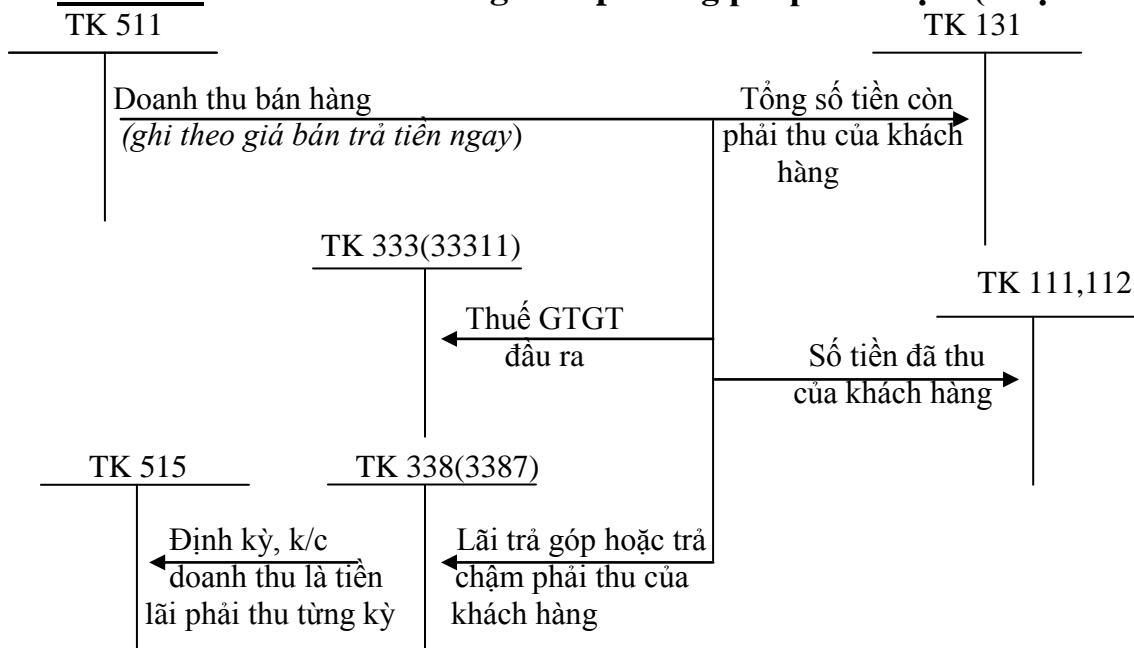 TK 511
TK 131
Doanh thu bán hàng
(ghi theo giá bán trả tiền ngay)
Tổng số tiền còn
phải thu của khách
hàng
TK 333(33311)
TK 111,112
Thuế GTGT
đầu ra
Số tiền đã thu
của khách hàng
TK 515
TK 338(3387)
Định kỳ, k/c
doanh thu là tiền
lãi phải thu từng kỳ
Lãi trả góp hoặc trả
chậm phải thu của
khách hàng